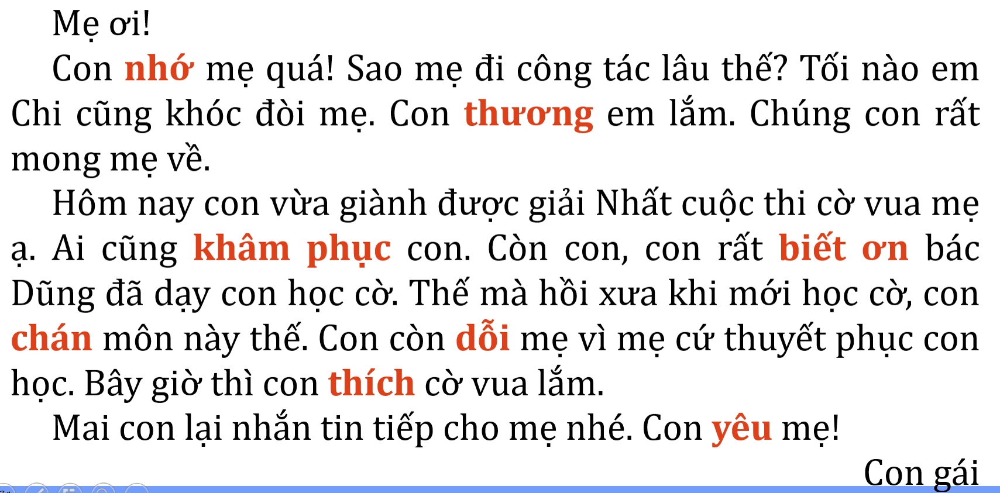 Mẹ ơi!
Con nhớ mẹ quá! Sao mẹ đi công tác lâu thế? Tối nào em
Chi cũng khóc đòi mẹ. Con thương em lắm. Chúng con rất
mong mẹ về.
Hôm nay con vừa giành được giải Nhất cuộc thi cờ vua mẹ
ạ. Ai cũng khâm phục con. Còn con, con rất biết ơn bác
Dũng đã dạy con học cờ. Thế mà hồi xưa khi mới học cờ, con
chán môn này thế. Con còn dỗi mẹ vì mẹ cứ thuyết phục con
học. Bây giờ thì con thích cờ vua lắm.
Mai con lại nhắn tin tiếp cho mẹ nhé. Con yêu mẹ!
Con gái